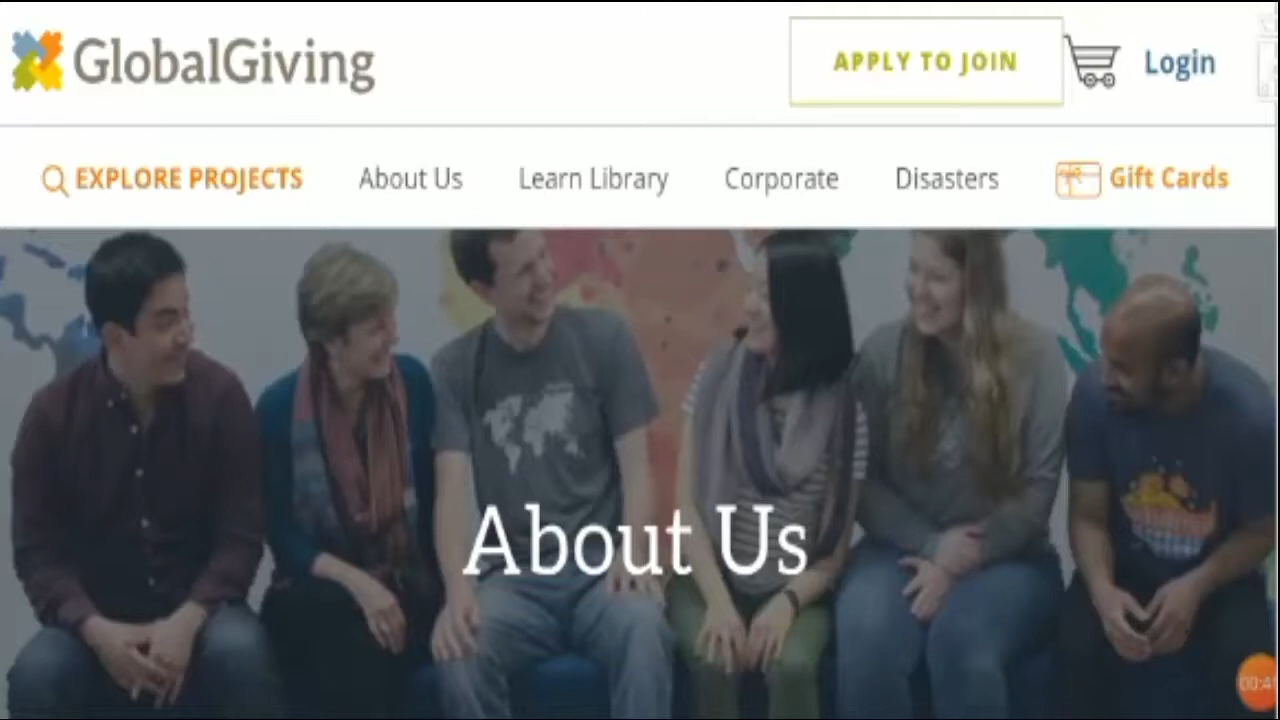 GlobalGiving
APPLY TO JOIN
Login
EXPLORE PROJECTS
About Us
Learn Library
Corporate
Disasters
Gift Cards
About Us